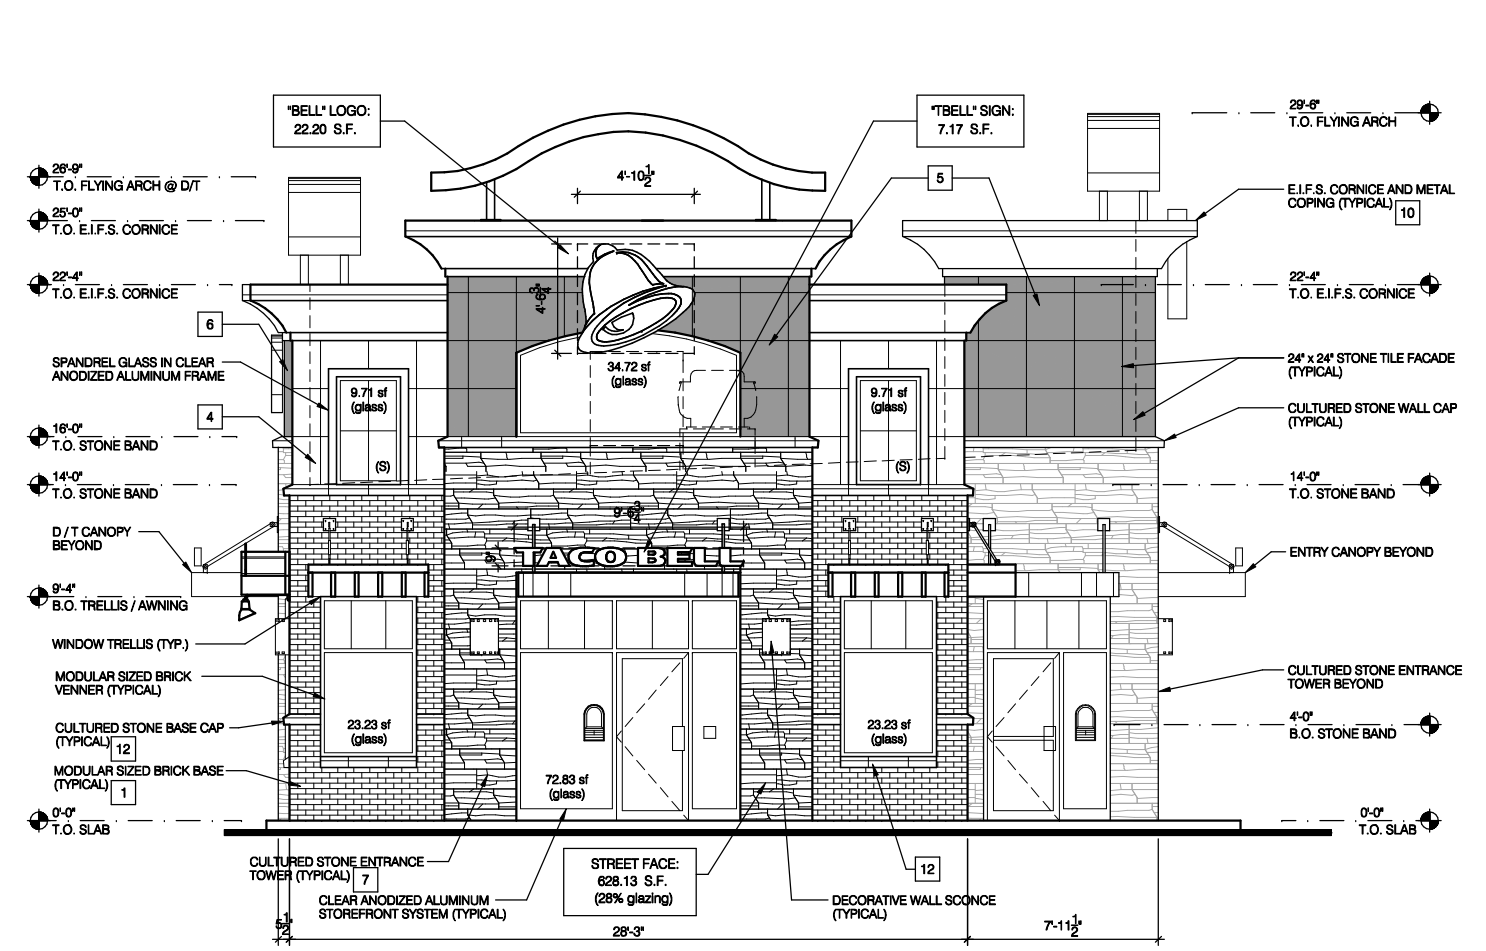 "BELL" LOGO:
22.20 S.F.
"TBELL" SIGN:
7.17 S.F.
29'-6"
T.O. FLYING ARCH
26'-9"
T.O. FLYING ARCH @ D/T
4'-10 1/2"
5
E.I.F.S. CORNICE AND METAL
COPING (TYPICAL)
10
25'-0"
T.O. E.I.F.S. CORNICE
22'-4"
T.O. E.I.F.S. CORNICE
4'-6 3/4"
22'-4"
T.O. E.I.F.S. CORNICE
6
SPANDREL GLASS IN CLEAR
ANODIZED ALUMINUM FRAME
34.72 sf
(glass)
24" x 24" STONE TILE FACADE
(TYPICAL)
9.71 sf
(glass)
9.71 sf
(glass)
4
CULTURED STONE WALL CAP
(TYPICAL)
16'-0"
T.O. STONE BAND
(S)
(S)
14'-0"
T.O. STONE BAND
14'-0"
T.O. STONE BAND
9'-6 3/4"
D / T CANOPY
BEYOND
9"
TACO BELL
ENTRY CANOPY BEYOND
9'-4"
B.O. TRELLIS / AWNING
WINDOW TRELLIS (TYP.)
MODULAR SIZED BRICK
VENNER (TYPICAL)
CULTURED STONE ENTRANCE
TOWER BEYOND
CULTURED STONE BASE CAP
(TYPICAL)
12
23.23 sf
(glass)
23.23 sf
(glass)
4'-0"
B.O. STONE BAND
MODULAR SIZED BRICK BASE
(TYPICAL)
1
72.83 sf
(glass)
0'-0"
T.O. SLAB
0'-0"
T.O. SLAB
CULTURED STONE ENTRANCE
TOWER (TYPICAL)
7
STREET FACE:
628.13 S.F.
(28% glazing)
12
CLEAR ANODIZED ALUMINUM
STOREFRONT SYSTEM (TYPICAL)
DECORATIVE WALL SCONCE
(TYPICAL)
5 1/2"
28'-3"
7'-11 1/2"